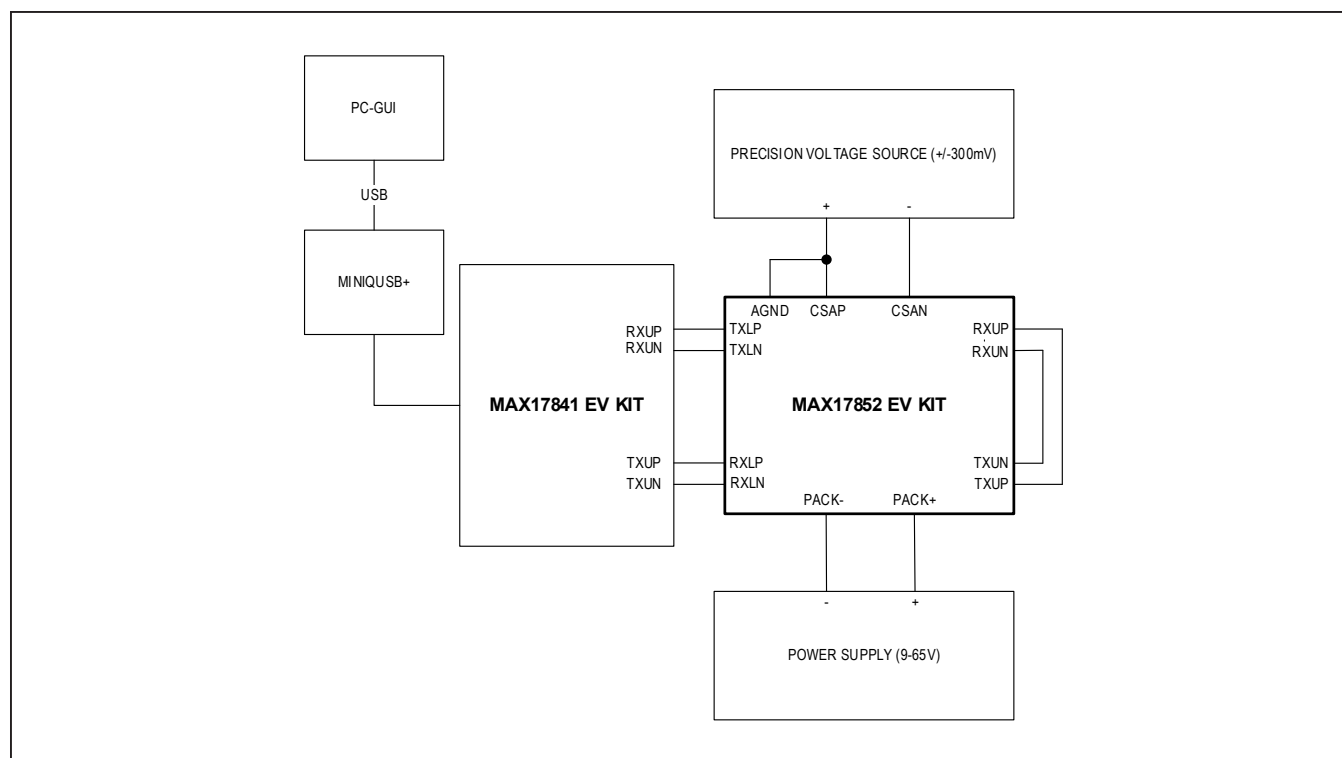 PC-GUI
USB
MINIQUSB+
PRECISION VOLTAGE SOURCE (+/-300mV)
+ -
AGND CSAP CSAN
RXUP TXLP RXUP
RXUN TXLN RXUN
MAX17841 EV KIT MAX17852 EV KIT
TXUP RXLP TXUN
TXUN RXLN TXUP
PACK- PACK+
- +
POWER SUPPLY (9-65V)